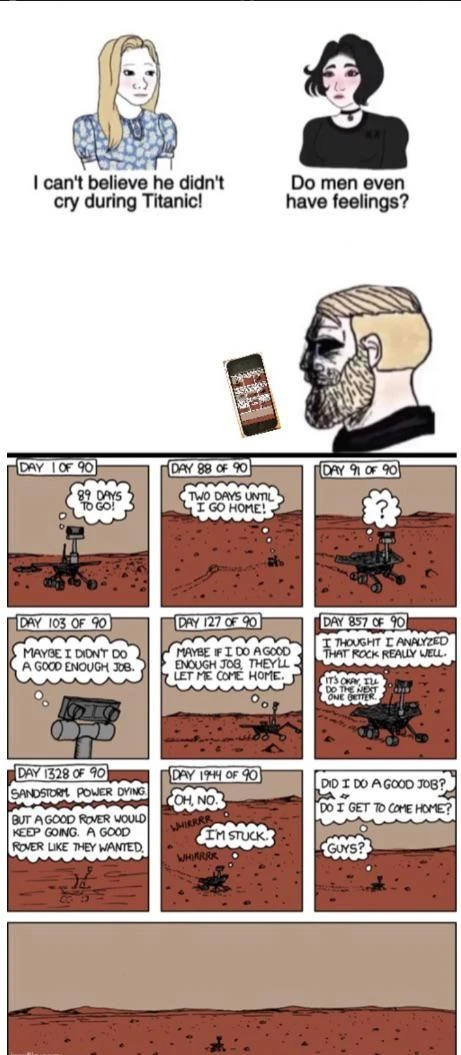 I can't believe he didn't
cry during Titanic!
Do men even
have feelings?
DAY 1 OF 90
89 DAYS
TO GO!
DAY 88 OF 90
TWO DAYS UNTIL
I GO HOME!
DAY 91 OF 90
?
DAY 103 OF 90
MAYBE I DIDN'T DO
A GOOD ENOUGH JOB.
DAY 127 OF 90
MAYBE IF I DO A GOOD
ENOUGH JOB, THEY'LL
LET ME COME HOME.
DAY 857 OF 90
I THOUGHT I ANALYZED
THAT ROCK REALLY WELL.
IT'S OKAY, I'LL
DO THE NEXT
ONE BETTER.
DAY 1328 OF 90
SANDSTORM. POWER DYING.
BUT A GOOD ROVER WOULD
KEEP GOING. A GOOD
ROVER LIKE THEY WANTED.
DAY 1944 OF 90
OH, NO.
WHIRRRR
I'M STUCK.
WHIRRRR
DID I DO A GOOD JOB?
DO I GET TO COME HOME?
GUYS?